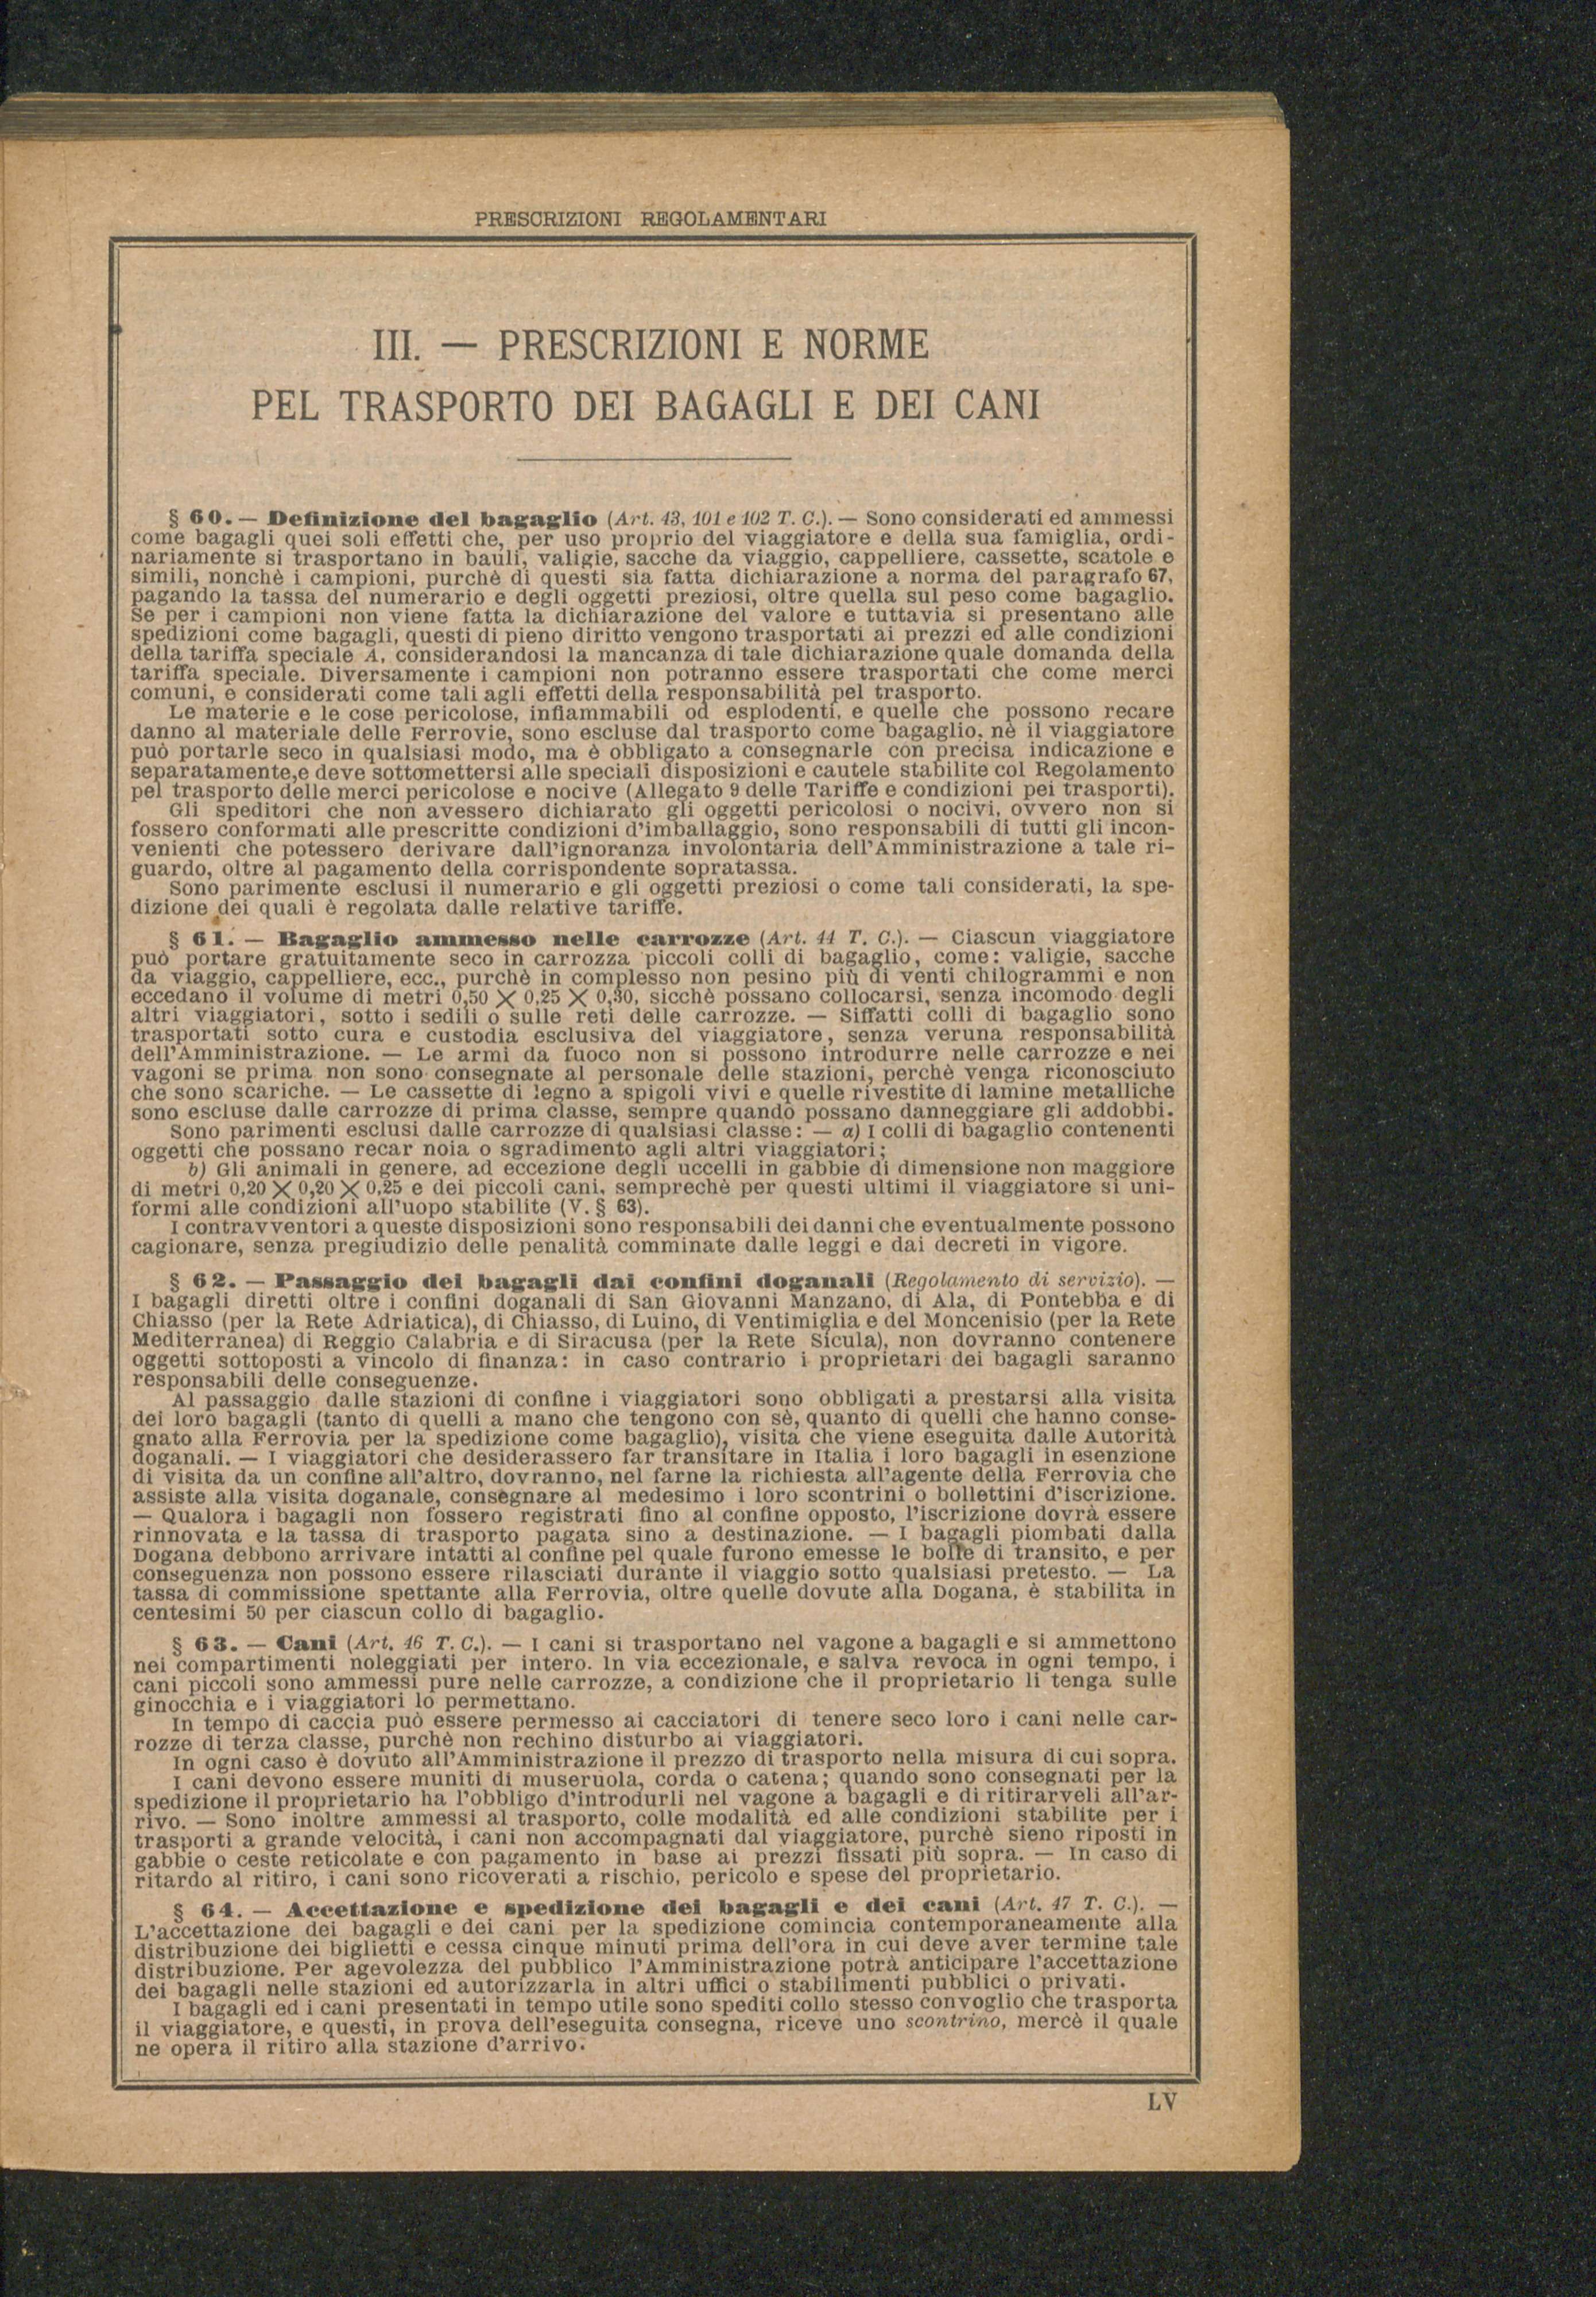 PRESCRIZIONI REGOLAMENTARI
III. — PRESCRIZIONI E NORME
PEL TRASPORTO DEI BAGAGLI E DEI CANI
§ 60. — Definizione del bagaglio (Art. 43, 101 e 102 T. C.). — Sono considerati ed ammessi
come bagagli quei soli effetti che, per uso proprio del viaggiatore e della sua famiglia, ordi-
nariamente si trasportano in bauli, valigie, sacche da viaggio, cappelliere, cassette, scatole e
simili, nonchè i campioni, purchè di questi sia fatta dichiarazione a norma del paragrafo 67,
pagando la tassa del numerario e degli oggetti preziosi, oltre quella sul peso come bagaglio.
Se per i campioni non viene fatta la dichiarazione del valore e tuttavia si presentano alle
spedizioni come bagagli, questi di pieno diritto vengono trasportati ai prezzi ed alle condizioni
della tariffa speciale A, considerandosi la mancanza di tale dichiarazione quale domanda della
tariffa speciale. Diversamente i campioni non potranno essere trasportati che come merci
comuni, e considerati come tali agli effetti della responsabilità pel trasporto.
Le materie e le cose pericolose, infiammabili od esplodenti, e quelle che possono recare
danno al materiale delle Ferrovie, sono escluse dal trasporto come bagaglio, nè il viaggiatore
può portarle seco in qualsiasi modo, ma è obbligato a consegnarle con precisa indicazione e
separatamente, e deve sottomettersi alle speciali disposizioni e cautele stabilite col Regolamento
pel trasporto delle merci pericolose e nocive (Allegato 9 delle Tariffe e condizioni pei trasporti).
Gli speditori che non avessero dichiarato gli oggetti pericolosi o nocivi, ovvero non si
fossero conformati alle prescritte condizioni d'imballaggio, sono responsabili di tutti gli incon-
venienti che potessero derivare dall'ignoranza involontaria dell'Amministrazione a tale ri-
guardo, oltre al pagamento della corrispondente sopratassa.
Sono parimente esclusi il numerario e gli oggetti preziosi o come tali considerati, la spe-
dizione dei quali è regolata dalle relative tariffe.
§ 61. — Bagaglio ammesso nelle carrozze (Art. 44 T. C.). — Ciascun viaggiatore
può portare gratuitamente seco in carrozza piccoli colli di bagaglio, come: valigie, sacche
da viaggio, cappelliere, ecc., purchè in complesso non pesino più di venti chilogrammi e non
eccedano il volume di metri 0,50 X 0,25 X 0,30, sicchè possano collocarsi, senza incomodo degli
altri viaggiatori, sotto i sedili o sulle reti delle carrozze. — Siffatti colli di bagaglio sono
trasportati sotto cura e custodia esclusiva del viaggiatore, senza veruna responsabilità
dell'Amministrazione. — Le armi da fuoco non si possono introdurre nelle carrozze e nei
vagoni se prima non sono consegnate al personale delle stazioni, perchè venga riconosciuto
che sono scariche. — Le cassette di legno a spigoli vivi e quelle rivestite di lamine metalliche
sono escluse dalle carrozze di prima classe, sempre quando possano danneggiare gli addobbi.
Sono parimenti esclusi dalle carrozze di qualsiasi classe: — a) I colli di bagaglio contenenti
oggetti che possano recar noia o sgradimento agli altri viaggiatori;
b) Gli animali in genere, ad eccezione degli uccelli in gabbie di dimensione non maggiore
di metri 0,20 X 0,20 X 0,25 e dei piccoli cani, semprechè per questi ultimi il viaggiatore si uni-
formi alle condizioni all'uopo stabilite (V. § 63).
I contravventori a queste disposizioni sono responsabili dei danni che eventualmente possono
cagionare, senza pregiudizio delle penalità comminate dalle leggi e dai decreti in vigore.
§ 62. — Passaggio dei bagagli dai confini doganali (Regolamento di servizio). —
I bagagli diretti oltre i confini doganali di San Giovanni Manzano, di Ala, di Pontebba e di
Chiasso (per la Rete Adriatica), di Chiasso, di Luino, di Ventimiglia e del Moncenisio (per la Rete
Mediterranea) di Reggio Calabria e di Siracusa (per la Rete Sicula), non dovranno contenere
oggetti sottoposti a vincolo di finanza: in caso contrario i proprietari dei bagagli saranno
responsabili delle conseguenze.
Al passaggio dalle stazioni di confine i viaggiatori sono obbligati a prestarsi alla visita
dei loro bagagli (tanto di quelli a mano che tengono con sè, quanto di quelli che hanno conse-
gnato alla Ferrovia per la spedizione come bagaglio), visita che viene eseguita dalle Autorità
doganali. — I viaggiatori che desiderassero far transitare in Italia i loro bagagli in esenzione
di visita da un confine all'altro, dovranno, nel farne la richiesta all'agente della Ferrovia che
assiste alla visita doganale, consegnare al medesimo i loro scontrini o bollettini d'iscrizione.
— Qualora i bagagli non fossero registrati fino al confine opposto, l'iscrizione dovrà essere
rinnovata e la tassa di trasporto pagata sino a destinazione. — I bagagli piombati dalla
Dogana debbono arrivare intatti al confine pel quale furono emesse le bolle di transito, e per
conseguenza non possono essere rilasciati durante il viaggio sotto qualsiasi pretesto. — La
tassa di commissione spettante alla Ferrovia, oltre quelle dovute alla Dogana, è stabilita in
centesimi 50 per ciascun collo di bagaglio.
§ 63. — Cani (Art. 46 T. C.). — I cani si trasportano nel vagone a bagagli e si ammettono
nei compartimenti noleggiati per intero. In via eccezionale, e salva revoca in ogni tempo, i
cani piccoli sono ammessi pure nelle carrozze, a condizione che il proprietario li tenga sulle
ginocchia e i viaggiatori lo permettano.
In tempo di caccia può essere permesso ai cacciatori di tenere seco loro i cani nelle car-
rozze di terza classe, purchè non rechino disturbo ai viaggiatori.
In ogni caso è dovuto all'Amministrazione il prezzo di trasporto nella misura di cui sopra.
I cani devono essere muniti di museruola, corda o catena; quando sono consegnati per la
spedizione il proprietario ha l'obbligo d'introdurli nel vagone a bagagli e di ritirarveli all'ar-
rivo. — Sono inoltre ammessi al trasporto, colle modalità ed alle condizioni stabilite per i
trasporti a grande velocità, i cani non accompagnati dal viaggiatore, purchè sieno riposti in
gabbie o ceste reticolate e con pagamento in base ai prezzi fissati più sopra. — In caso di
ritardo al ritiro, i cani sono ricoverati a rischio, pericolo e spese del proprietario.
§ 64. — Accettazione e spedizione dei bagagli e dei cani (Art. 47 T. C.). —
L'accettazione dei bagagli e dei cani per la spedizione comincia contemporaneamente alla
distribuzione dei biglietti e cessa cinque minuti prima dell'ora in cui deve aver termine tale
distribuzione. Per agevolezza del pubblico l'Amministrazione potrà anticipare l'accettazione
dei bagagli nelle stazioni ed autorizzarla in altri uffici o stabilimenti pubblici o privati.
I bagagli ed i cani presentati in tempo utile sono spediti collo stesso convoglio che trasporta
il viaggiatore, e questi, in prova dell'eseguita consegna, riceve uno scontrino, mercè il quale
ne opera il ritiro alla stazione d'arrivo.
LV